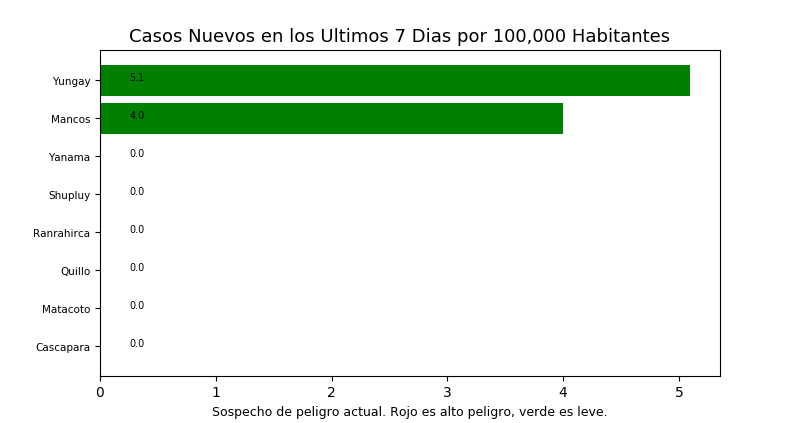 Casos Nuevos en los Ultimos 7 Dias por 100,000 Habitantes
Yungay 5.1
Mancos 4.0
Yanama 0.0
Shupluy 0.0
Ranrahirca 0.0
Quillo 0.0
Matacoto 0.0
Cascapara 0.0
0 1 2 3 4 5
Sospecho de peligro actual. Rojo es alto peligro, verde es leve.